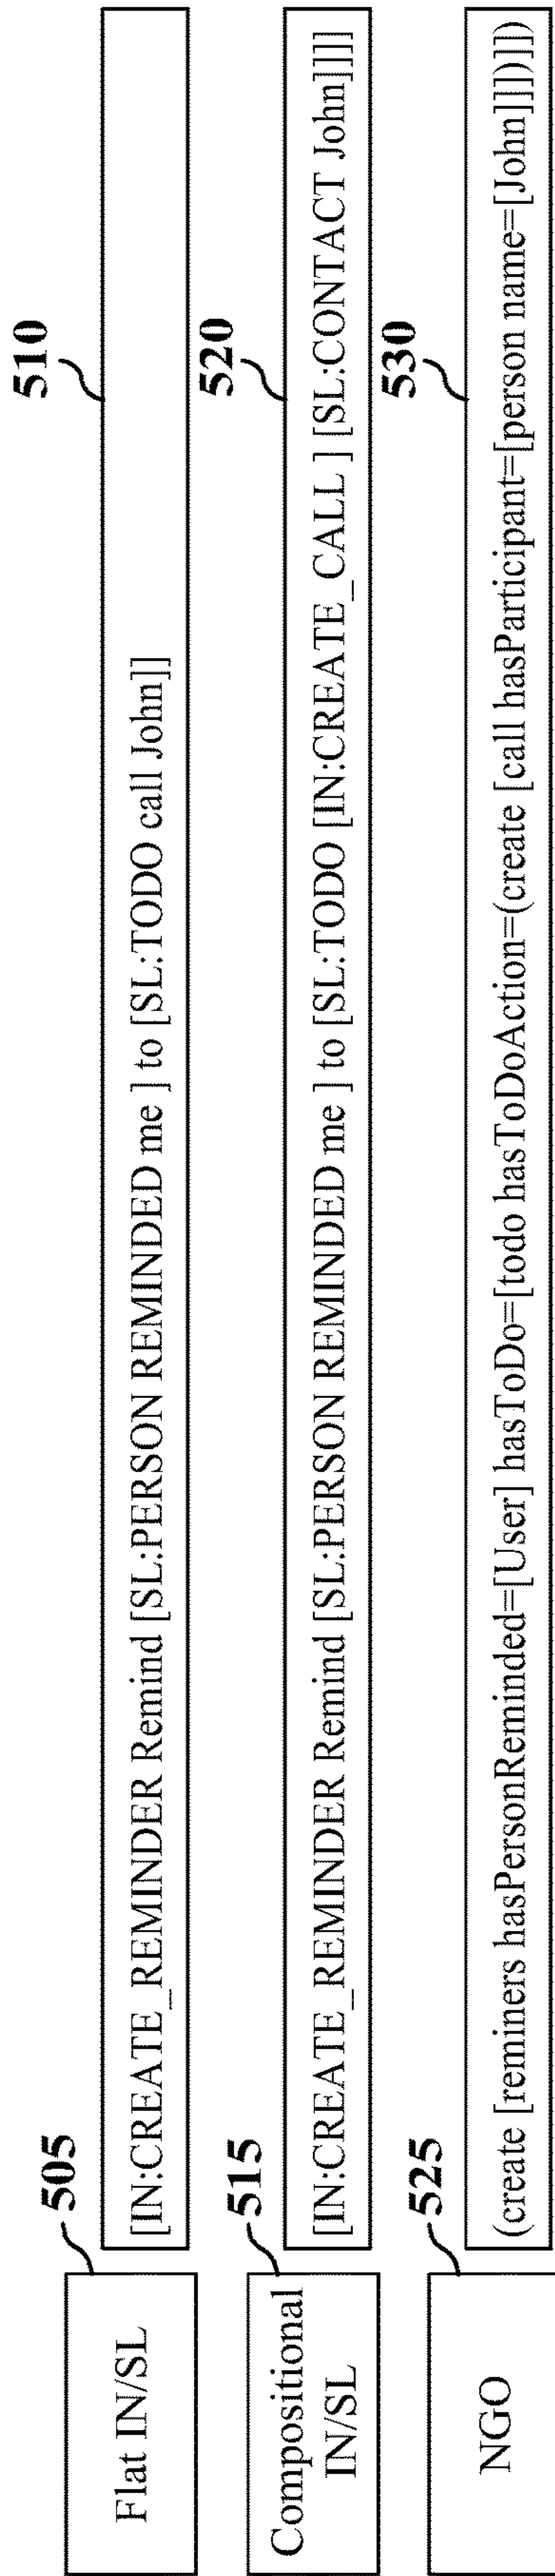 505
Flat IN/SL
510
[IN:CREATE_REMINDER Remind [SL:PERSON REMINDED me ] to [SL:TODO call John]]
515
Compositional
IN/SL
520
[IN:CREATE_REMINDER Remind [SL:PERSON REMINDED me ] to [SL:TODO [IN:CREATE_CALL ] [SL:CONTACT John]]]]
525
NGO
530
(create [reminers hasPersonReminded=[User] hasToDo=[todo hasToDoAction=(create [call hasParticipant=[person name=[John]]])]])